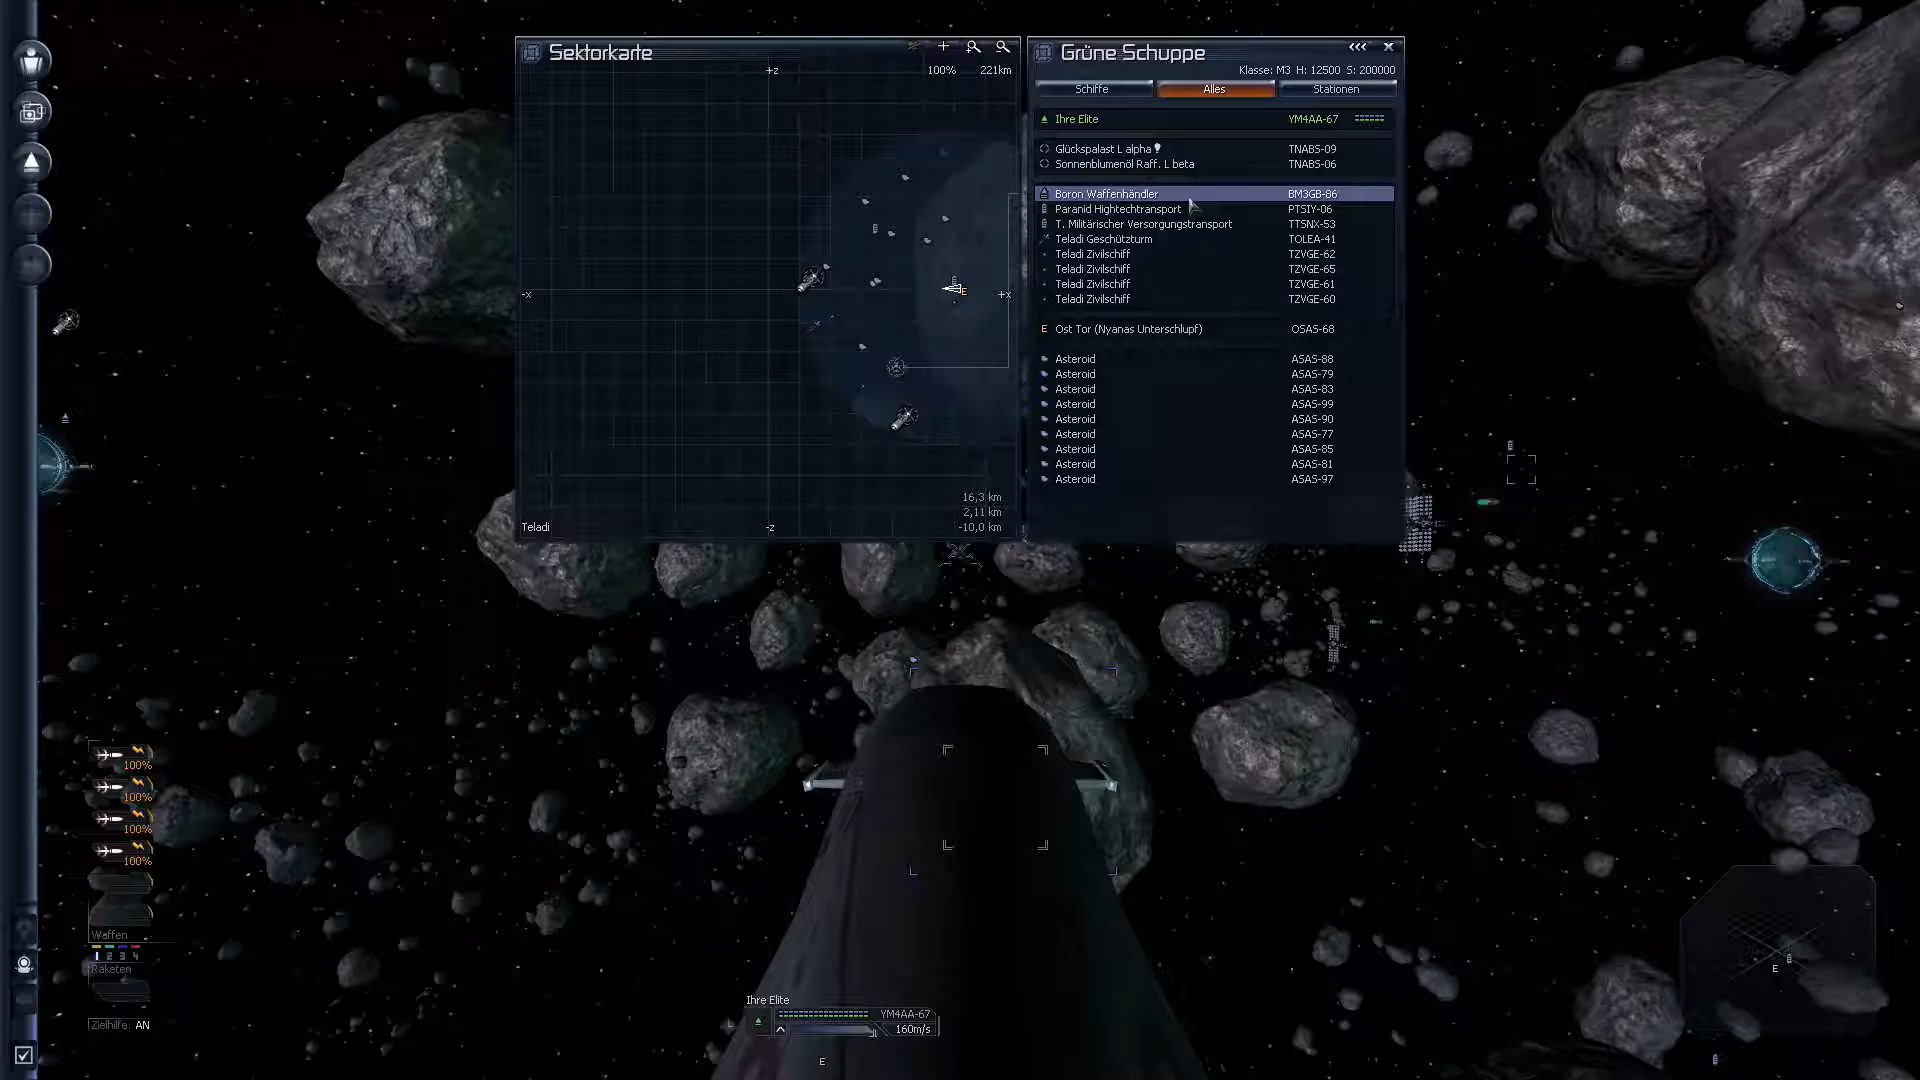 Sektorkarte
100% 221km
+z
-x
+x
E
16,3 km
2,11 km
-10,0 km
Teladi
-z
Grüne Schuppe
Klasse: M3 H: 12500 S: 200000
Schiffe Alles Stationen
Ihre Elite YM4AA-67
Glückspalast L alpha TNABS-09
Sonnenblumenöl Raff. L beta TNABS-06
Boron Waffenhändler BM3GB-86
Paranid Hightechtransport PTSIY-06
T. Militärischer Versorgungstransport TTSNX-53
Teladi Geschützturm TOLEA-41
Teladi Zivilschiff TZVGE-62
Teladi Zivilschiff TZVGE-65
Teladi Zivilschiff TZVGE-61
Teladi Zivilschiff TZVGE-60
E Ost Tor (Nyanas Unterschlupf) OSAS-68
Asteroid ASAS-88
Asteroid ASAS-79
Asteroid ASAS-83
Asteroid ASAS-99
Asteroid ASAS-90
Asteroid ASAS-77
Asteroid ASAS-85
Asteroid ASAS-81
Asteroid ASAS-97
100%
100%
100%
100%
Waffen
1 2 3 4
Raketen
Zielhilfe: AN
Ihre Elite
YM4AA-67
160m/s
E
E